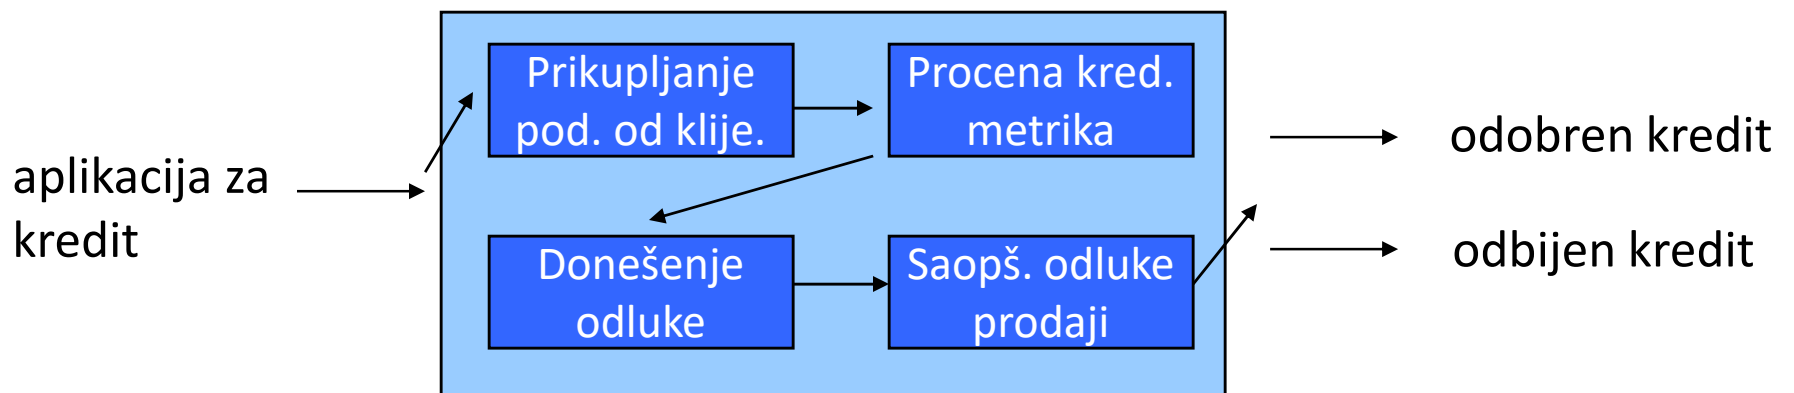 aplikacija za
kredit
Prikupljanje
pod. od klije.
Procena kred.
metrika
Donešenje
odluke
Saopš. odluke
prodaji
odobren kredit
odbijen kredit